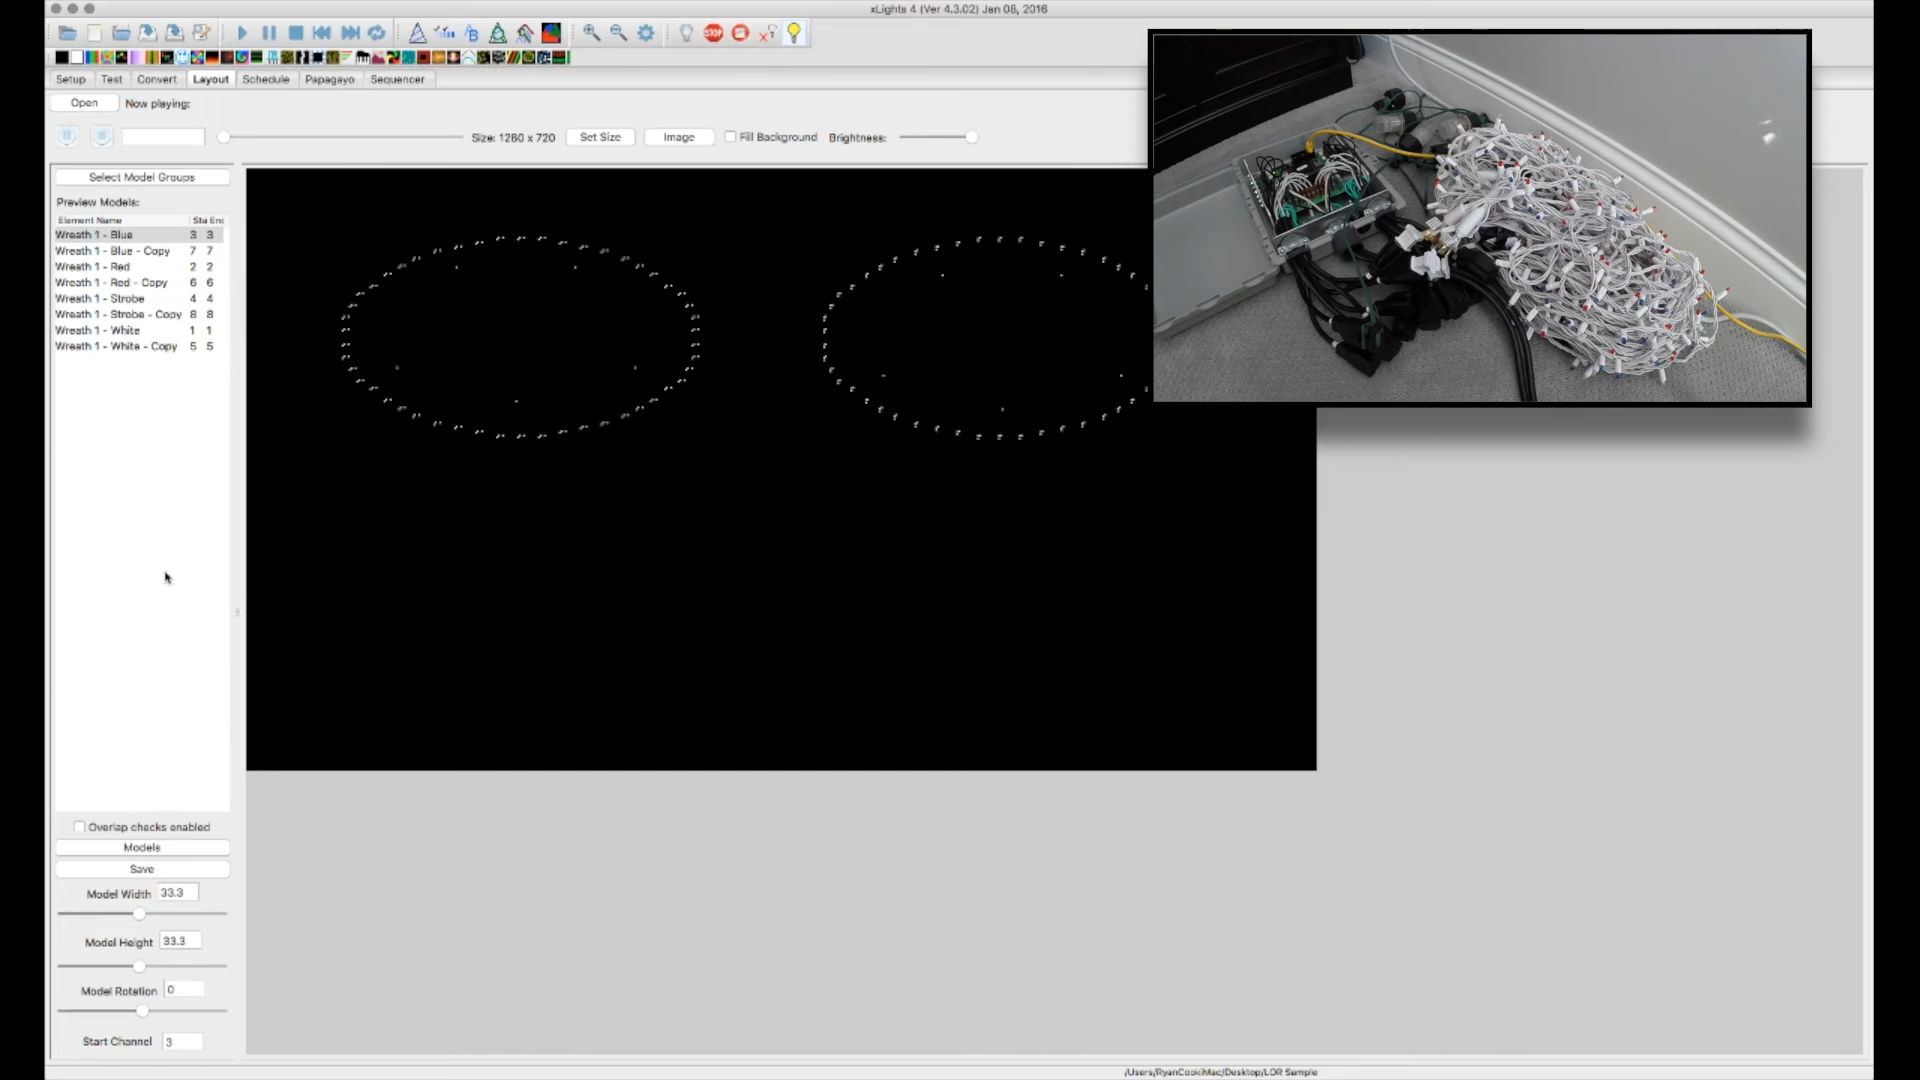 xLights 4 (Ver 4.3.02) Jan 08, 2016
STOP
Setup Test Convert Layout Schedule Papagayo Sequencer
Open Now playing:
Size: 1280 x 720 Set Size Image Fill Background Brightness:
Select Model Groups
Preview Models:
Element Name Sta End
Wreath 1 - Blue 3 3
Wreath 1 - Blue - Copy 7 7
Wreath 1 - Red 2 2
Wreath 1 - Red - Copy 6 6
Wreath 1 - Strobe 4 4
Wreath 1 - Strobe - Copy 8 8
Wreath 1 - White 1 1
Wreath 1 - White - Copy 5 5
Overlap checks enabled
Models
Save
Model Width 33.3
Model Height 33.3
Model Rotation 0
Start Channel 3
/Users/RyanCookiMac/Desktop/LOR Sample